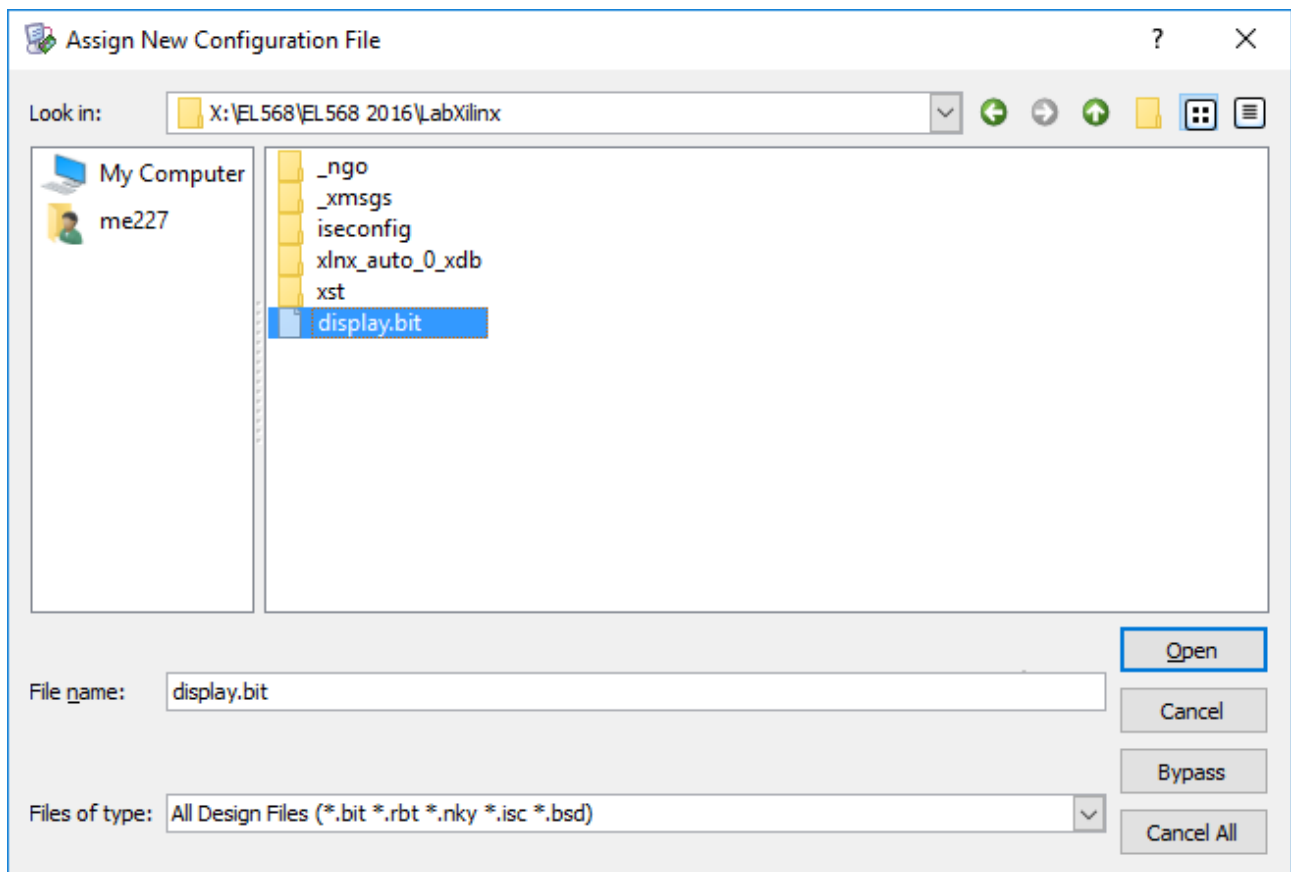 Assign New Configuration File
?
Look in:
X:\EL568\EL568 2016\LabXilinx
My Computer
me227
_ngo
_xmsgs
iseconfig
xlnx_auto_0_xdb
xst
display.bit
Open
File name:
display.bit
Cancel
Bypass
Files of type:
All Design Files (*.bit *.rbt *.nky *.isc *.bsd)
Cancel All